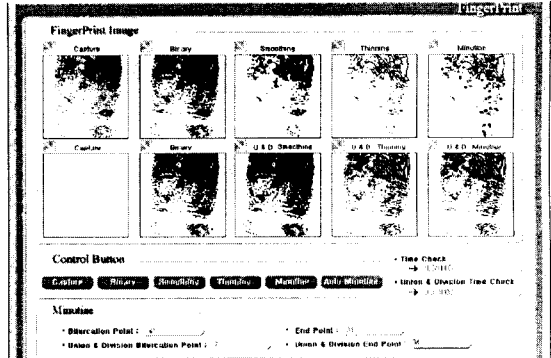 FingerPrint
FingerPrint Image
Capture Binary Smoothing Thinning Minutiae
Capture Binary U & D Smoothing U & D Thinning U & D Minutiae
Control Button
• Time Check
Capture Binary Smoothing Thinning Minutiae Auto Minutiae
• Union & Division Time Check
Minutiae
• Bifurcation Point : • End Point :
• Union & Division Bifurcation Point : • Union & Division End Point :